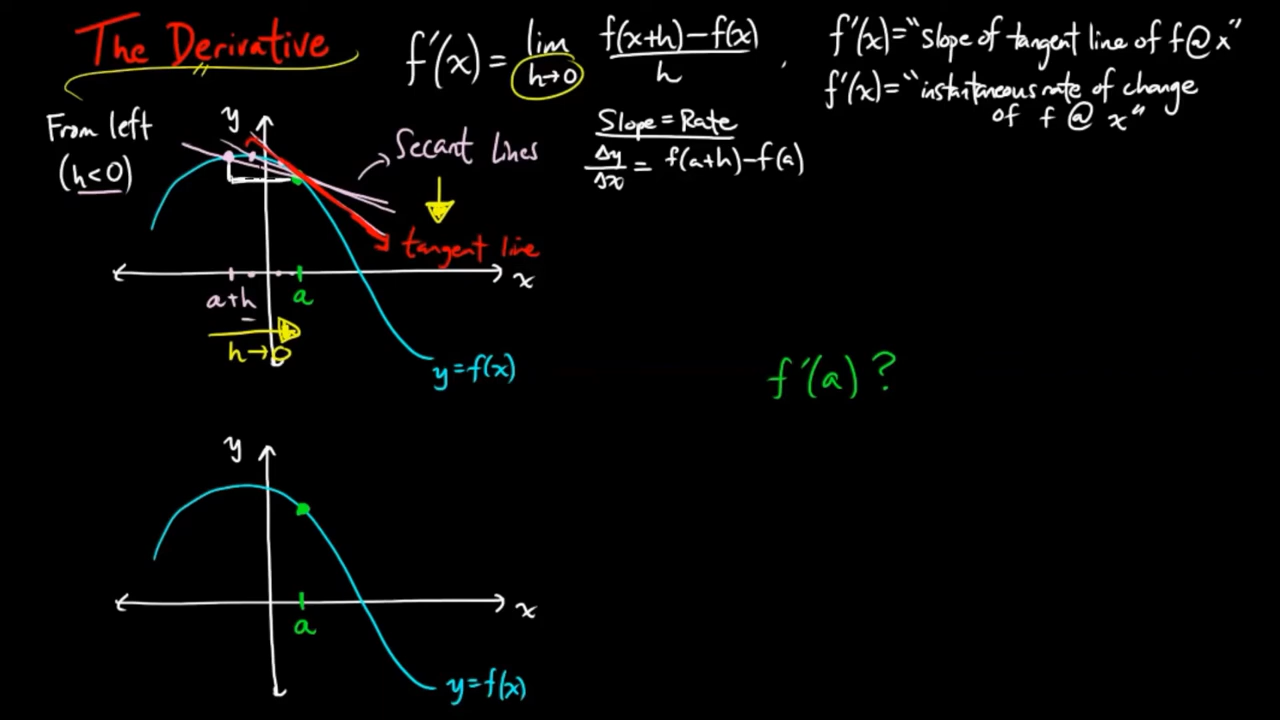 The Derivative
f'(x) = lim h→0 f(x+h)-f(x) / h
f'(x)="slope of tangent line of f @ x"
f'(x)="instantaneous rate of change
of f @ x"
From left
(h<0)
y
Secant lines
tangent line
x
a+h
a
h→0
y=f(x)
Slope = Rate
Δy/Δx = f(a+h)-f(a)
f'(a)?
y
x
a
y=f(x)